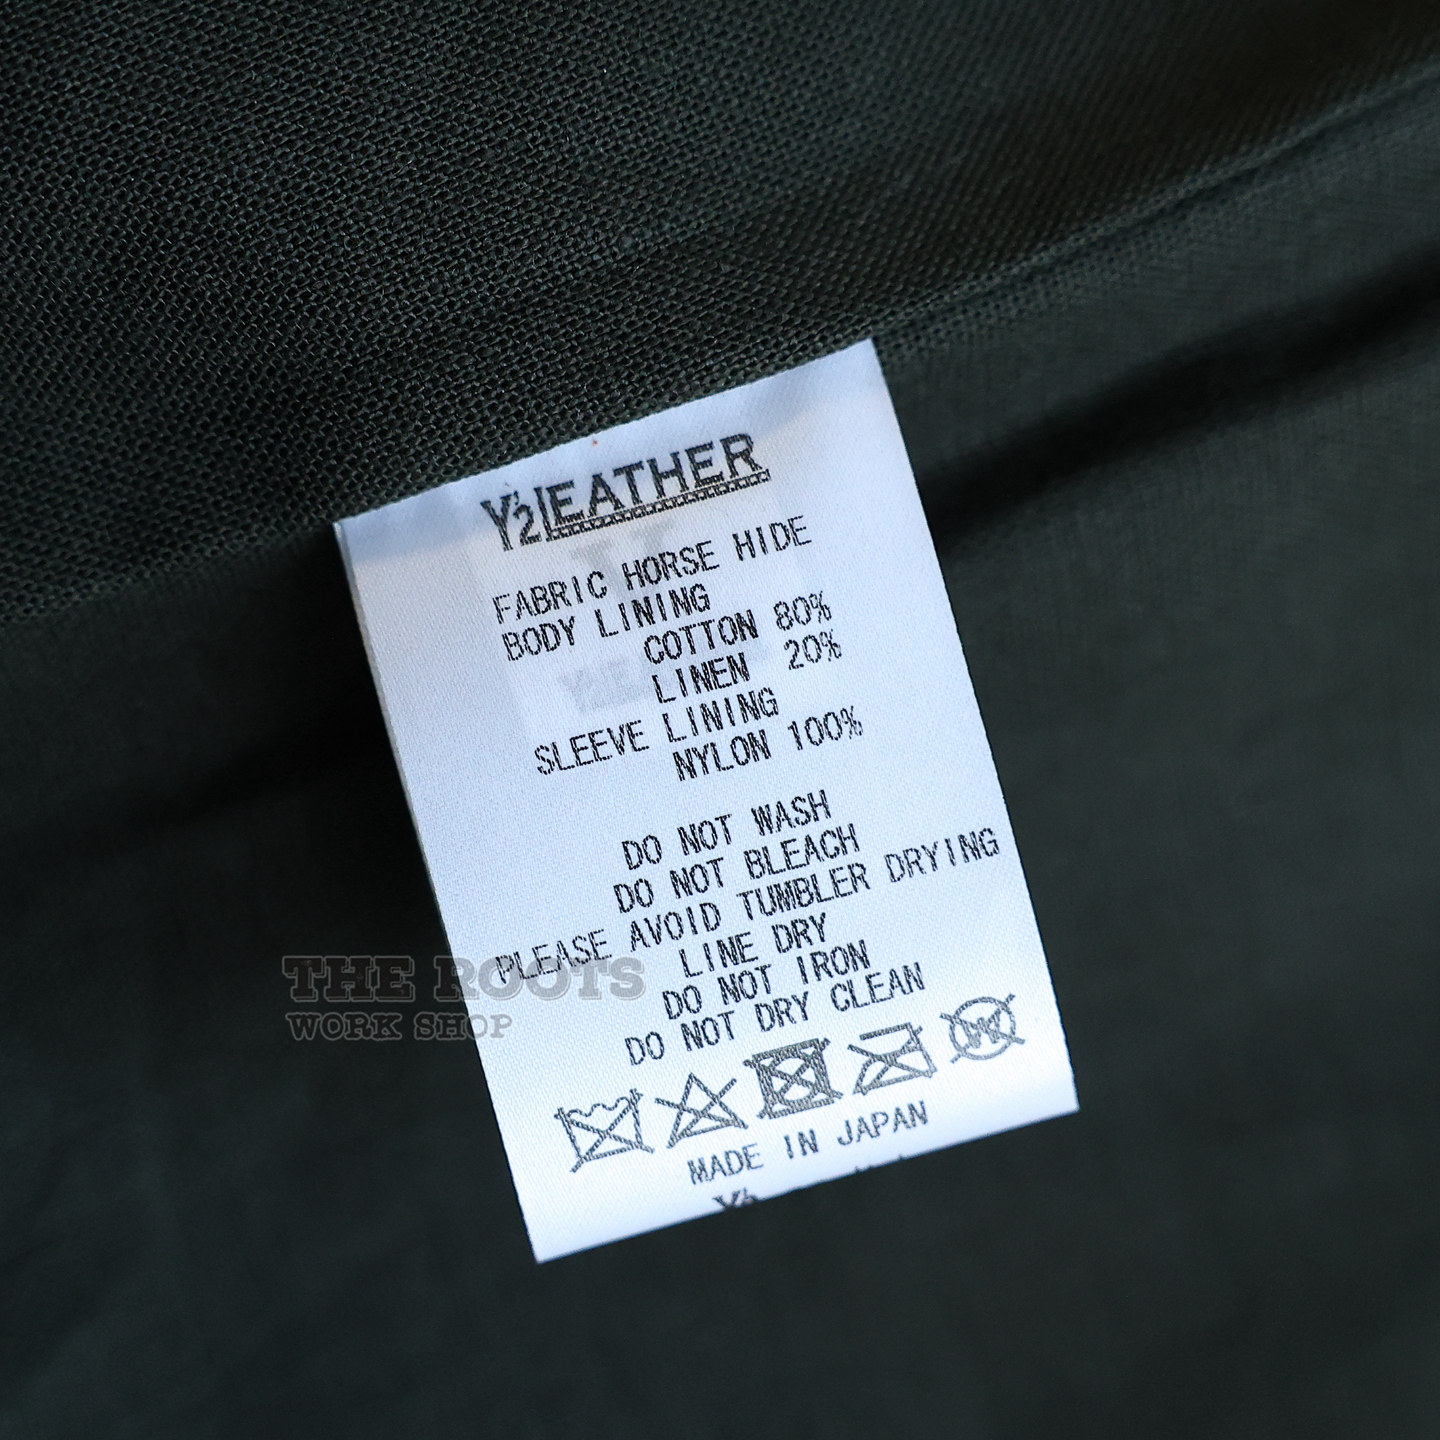 Y'2 LEATHER
FABRIC HORSE HIDE
BODY LINING
COTTON 80%
LINEN 20%
SLEEVE LINING
NYLON 100%
DO NOT WASH
DO NOT BLEACH
PLEASE AVOID TUMBLER DRYING
LINE DRY
DO NOT IRON
DO NOT DRY CLEAN
W
MADE IN JAPAN
THE ROOTS
WORK SHOP